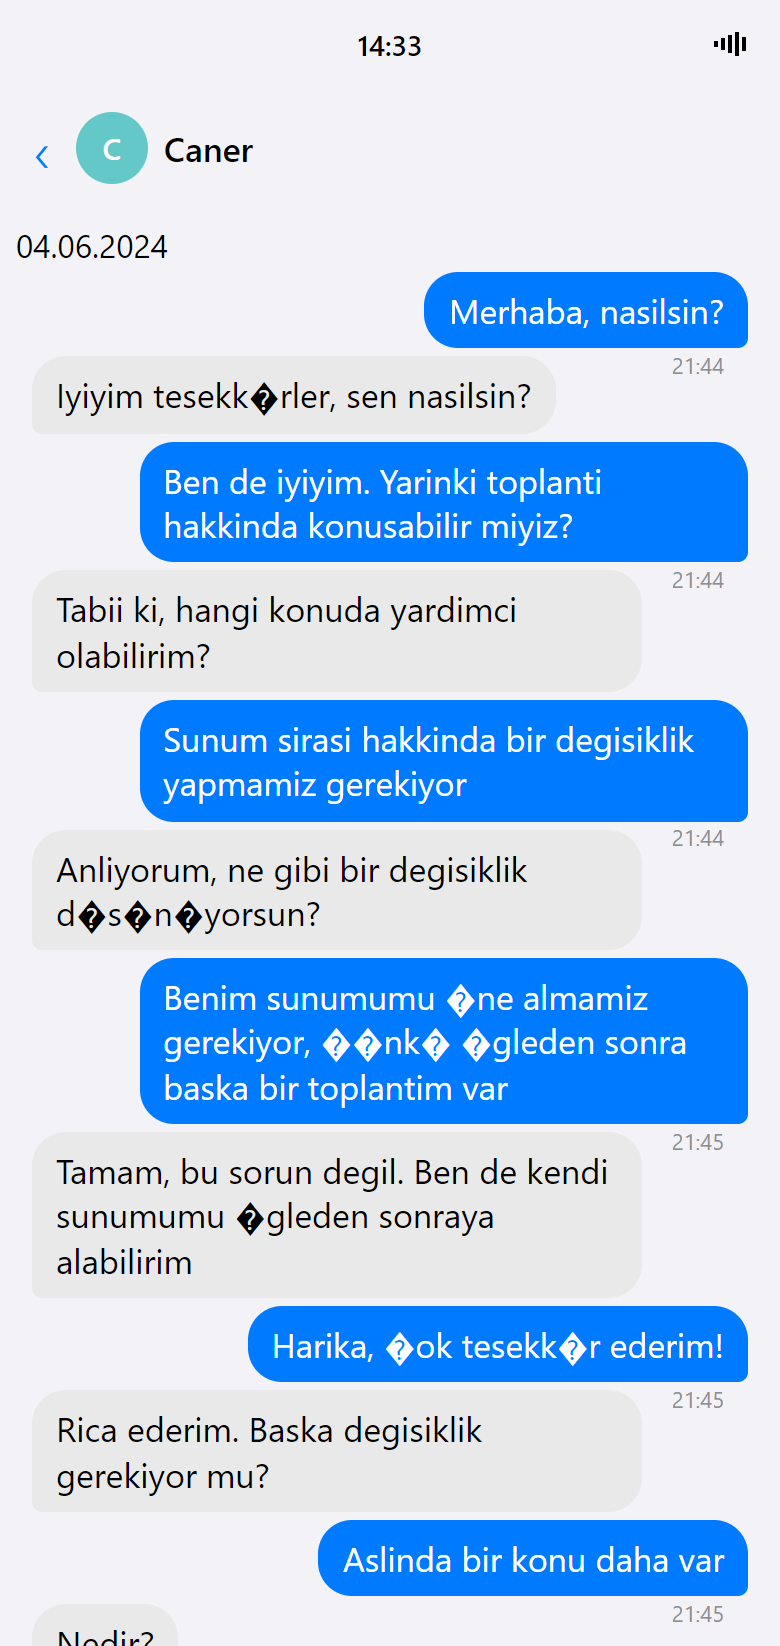 14:33
‹
C
Caner
04.06.2024
Merhaba, nasilsin?
21:44
Iyiyim tesekk�rler, sen nasilsin?
Ben de iyiyim. Yarinki toplanti
hakkinda konusabilir miyiz?
21:44
Tabii ki, hangi konuda yardimci
olabilirim?
Sunum sirasi hakkinda bir degisiklik
yapmamiz gerekiyor
21:44
Anliyorum, ne gibi bir degisiklik
d�s�n�yorsun?
Benim sunumumu �ne almamiz
gerekiyor, ��nk� �gleden sonra
baska bir toplantim var
21:45
Tamam, bu sorun degil. Ben de kendi
sunumumu �gleden sonraya
alabilirim
Harika, �ok tesekk�r ederim!
21:45
Rica ederim. Baska degisiklik
gerekiyor mu?
Aslinda bir konu daha var
21:45
Nedir?